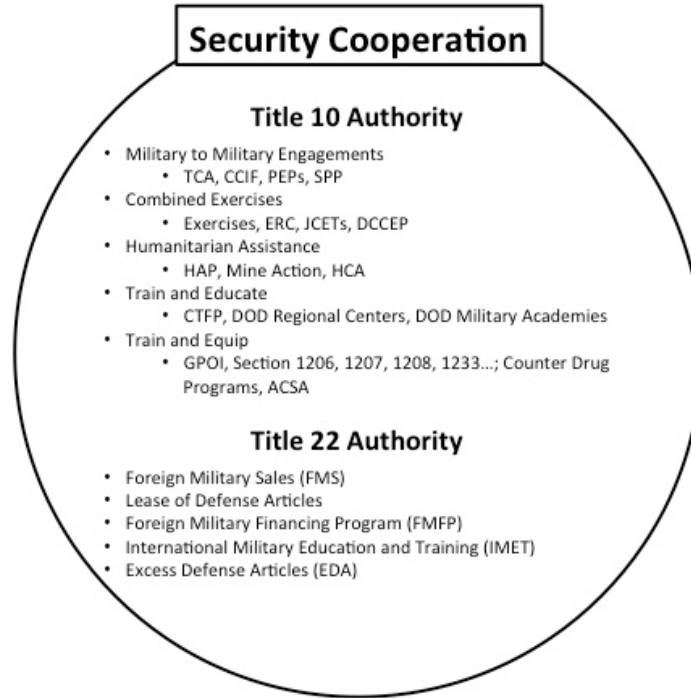 Security Cooperation
Title 10 Authority
• Military to Military Engagements
• TCA, CCIF, PEPs, SPP
• Combined Exercises
• Exercises, ERC, JCETs, DCCEP
• Humanitarian Assistance
• HAP, Mine Action, HCA
• Train and Educate
• CTFP, DOD Regional Centers, DOD Military Academies
• Train and Equip
• GPOI, Section 1206, 1207, 1208, 1233...; Counter Drug
Programs, ACSA
Title 22 Authority
• Foreign Military Sales (FMS)
• Lease of Defense Articles
• Foreign Military Financing Program (FMFP)
• International Military Education and Training (IMET)
• Excess Defense Articles (EDA)